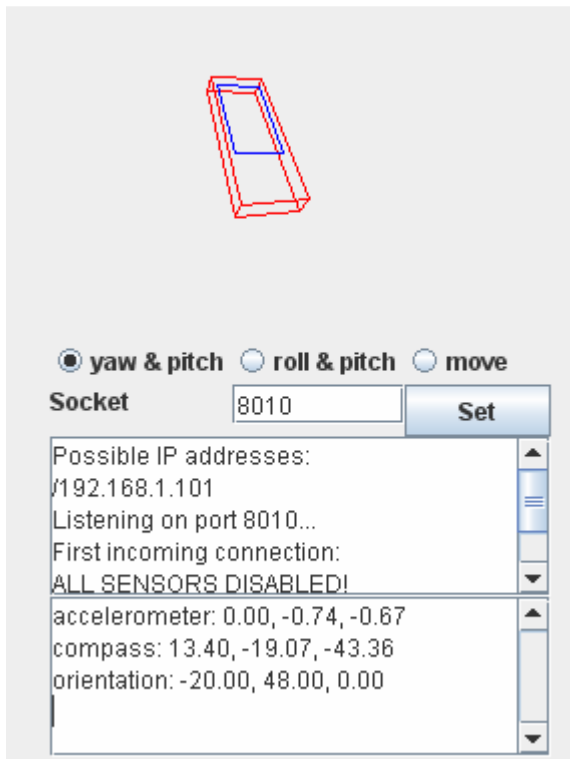 yaw & pitch roll & pitch move
Socket 8010 Set
Possible IP addresses:
/192.168.1.101
Listening on port 8010...
First incoming connection:
ALL SENSORS DISABLED!
accelerometer: 0.00, -0.74, -0.67
compass: 13.40, -19.07, -43.36
orientation: -20.00, 48.00, 0.00